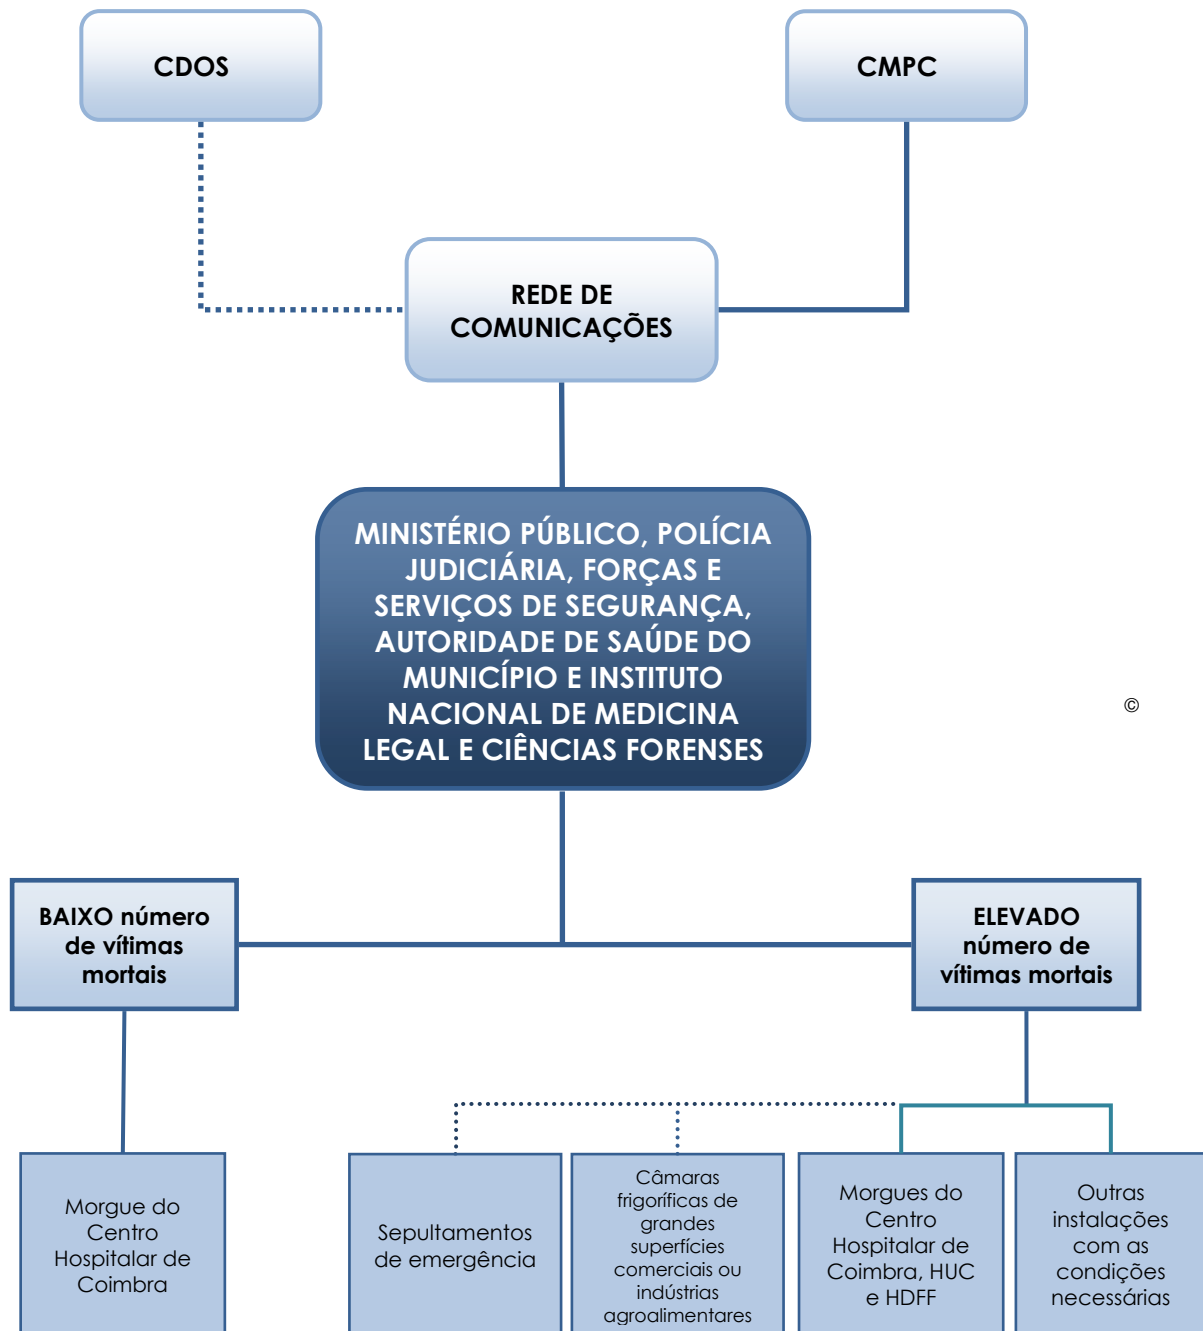 CDOS
CMPC
REDE DE
COMUNICAÇÕES
MINISTÉRIO PÚBLICO, POLÍCIA
JUDICIÁRIA, FORÇAS E
SERVIÇOS DE SEGURANÇA,
AUTORIDADE DE SAÚDE DO
MUNICÍPIO E INSTITUTO
NACIONAL DE MEDICINA
LEGAL E CIÊNCIAS FORENSES
©
BAIXO número
de vítimas
mortais
ELEVADO
número de
vítimas mortais
Morgue do
Centro
Hospitalar de
Coimbra
Sepultamentos
de emergência
Câmaras
frigoríficas de
grandes
superfícies
comerciais ou
indústrias
agroalimentares
Morgues do
Centro
Hospitalar de
Coimbra, HUC
e HDFF
Outras
instalações
com as
condições
necessárias